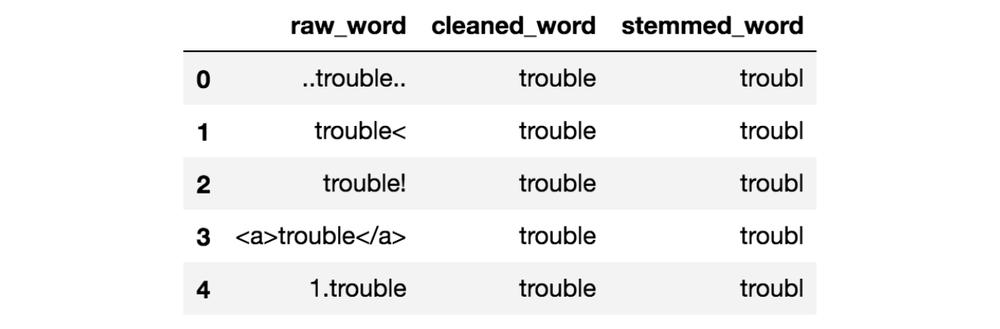 raw_word cleaned_word stemmed_word
0 ..trouble.. trouble troubl
1 trouble< trouble troubl
2 trouble! trouble troubl
3 <a>trouble</a> trouble troubl
4 1.trouble trouble troubl